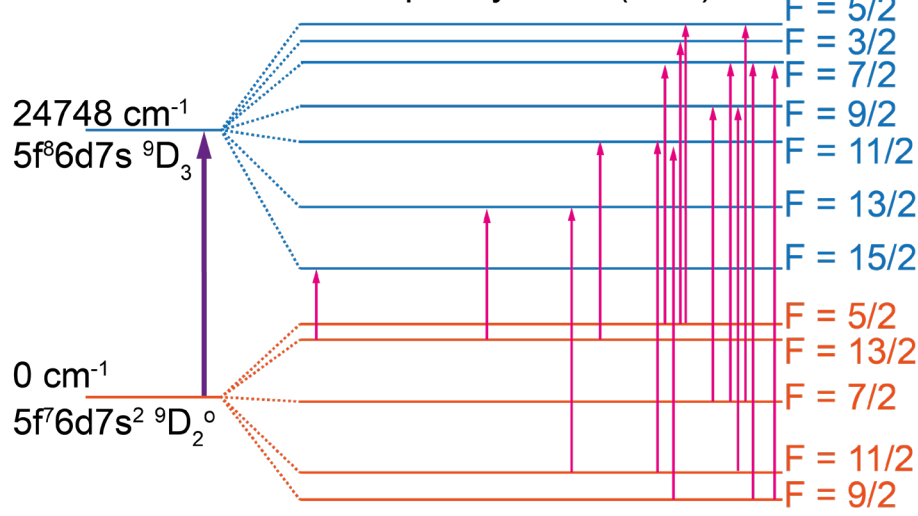 F = 5/2
F = 3/2
F = 7/2
24748 cm⁻¹
F = 9/2
5f⁸6d7s ⁹D₃
F = 11/2
F = 13/2
F = 15/2
F = 5/2
F = 13/2
0 cm⁻¹
F = 7/2
5f⁷6d7s² ⁹D₂°
F = 11/2
F = 9/2